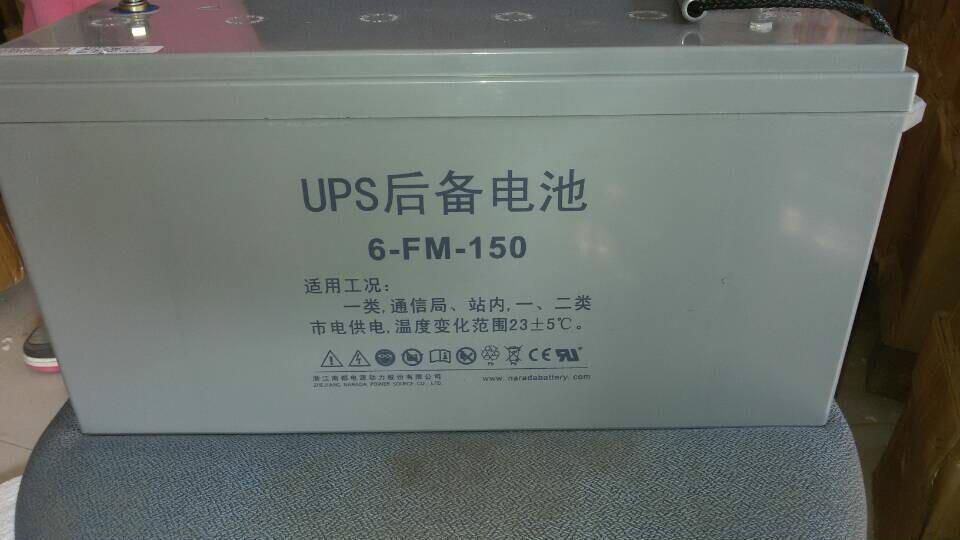 UPS后备电池
6-FM-150
适用工况：
一类,通信局、站内,一、二类
市电供电,温度变化范围23±5℃。
Pb Pb CE
浙江南都电源动力股份有限公司
ZHEJIANG NARADA POWER SOURCE CO., LTD. www.naradabattery.com